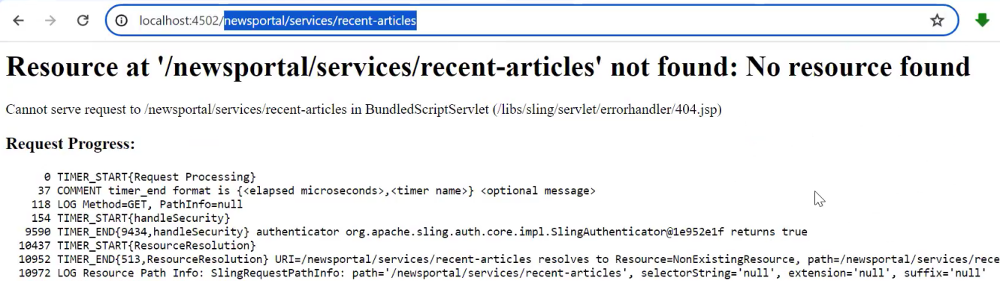 localhost:4502/newsportal/services/recent-articles
Resource at '/newsportal/services/recent-articles' not found: No resource found
Cannot serve request to /newsportal/services/recent-articles in BundledScriptServlet (/libs/sling/servlet/errorhandler/404.jsp)
Request Progress:
0 TIMER_START{Request Processing}
37 COMMENT timer_end format is {<elapsed microseconds>,<timer name>} <optional message>
118 LOG Method=GET, PathInfo=null
154 TIMER_START{handleSecurity}
9590 TIMER_END{9434,handleSecurity} authenticator org.apache.sling.auth.core.impl.SlingAuthenticator@1e952e1f returns true
10437 TIMER_START{ResourceResolution}
10952 TIMER_END{513,ResourceResolution} URI=/newsportal/services/recent-articles resolves to Resource=NonExistingResource, path=/newsportal/services/rece
10972 LOG Resource Path Info: SlingRequestPathInfo: path='/newsportal/services/recent-articles', selectorString='null', extension='null', suffix='null'